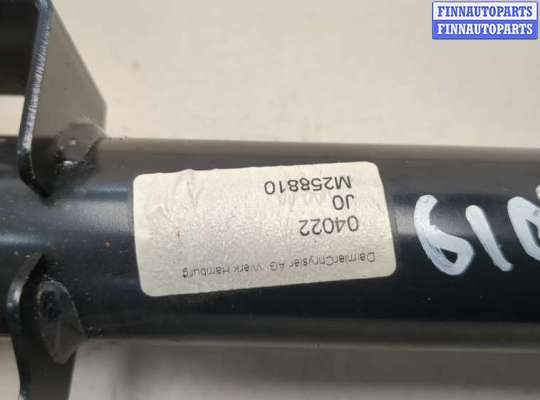 FINNAUTOPARTS
FINNAUTOPARTS
DaimlerChrysler AG, Werk Hamburg
04022
J0
M258810